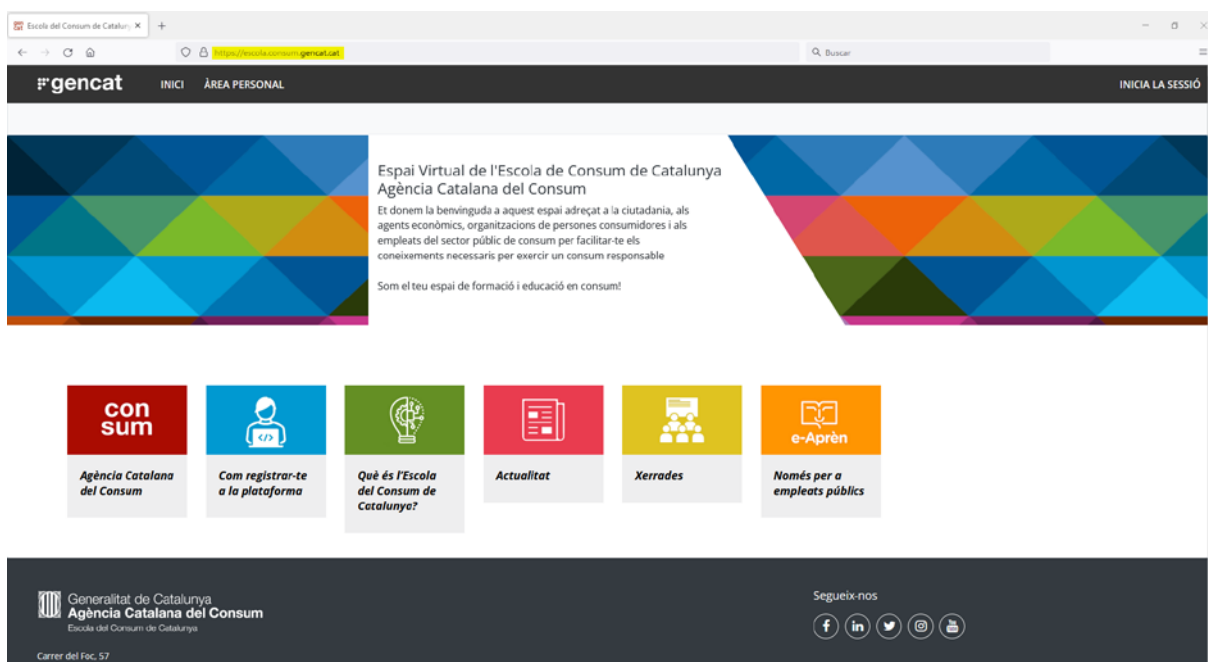 Escola del Consum de Cataluny
https://escola.consum.gencat.cat
Buscar
gencat INICI ÀREA PERSONAL INICIA LA SESSIÓ
Espai Virtual de l'Escola de Consum de Catalunya
Agència Catalana del Consum
Et donem la benvinguda a aquest espai adreçat a la ciutadania, als
agents econòmics, organitzacions de persones consumidores i als
empleats del sector públic de consum per facilitar-te els
coneixements necessaris per exercir un consum responsable
Som el teu espai de formació i educació en consum!
con
sum
Agència Catalana
del Consum
</>
Com registrar-te
a la plataforma
Què és l'Escola
del Consum de
Catalunya?
Actualitat
Xerrades
e-Aprèn
Només per a
empleats públics
Generalitat de Catalunya
Agència Catalana del Consum
Escola del Consum de Catalunya
Carrer del Foc, 57
Segueix-nos